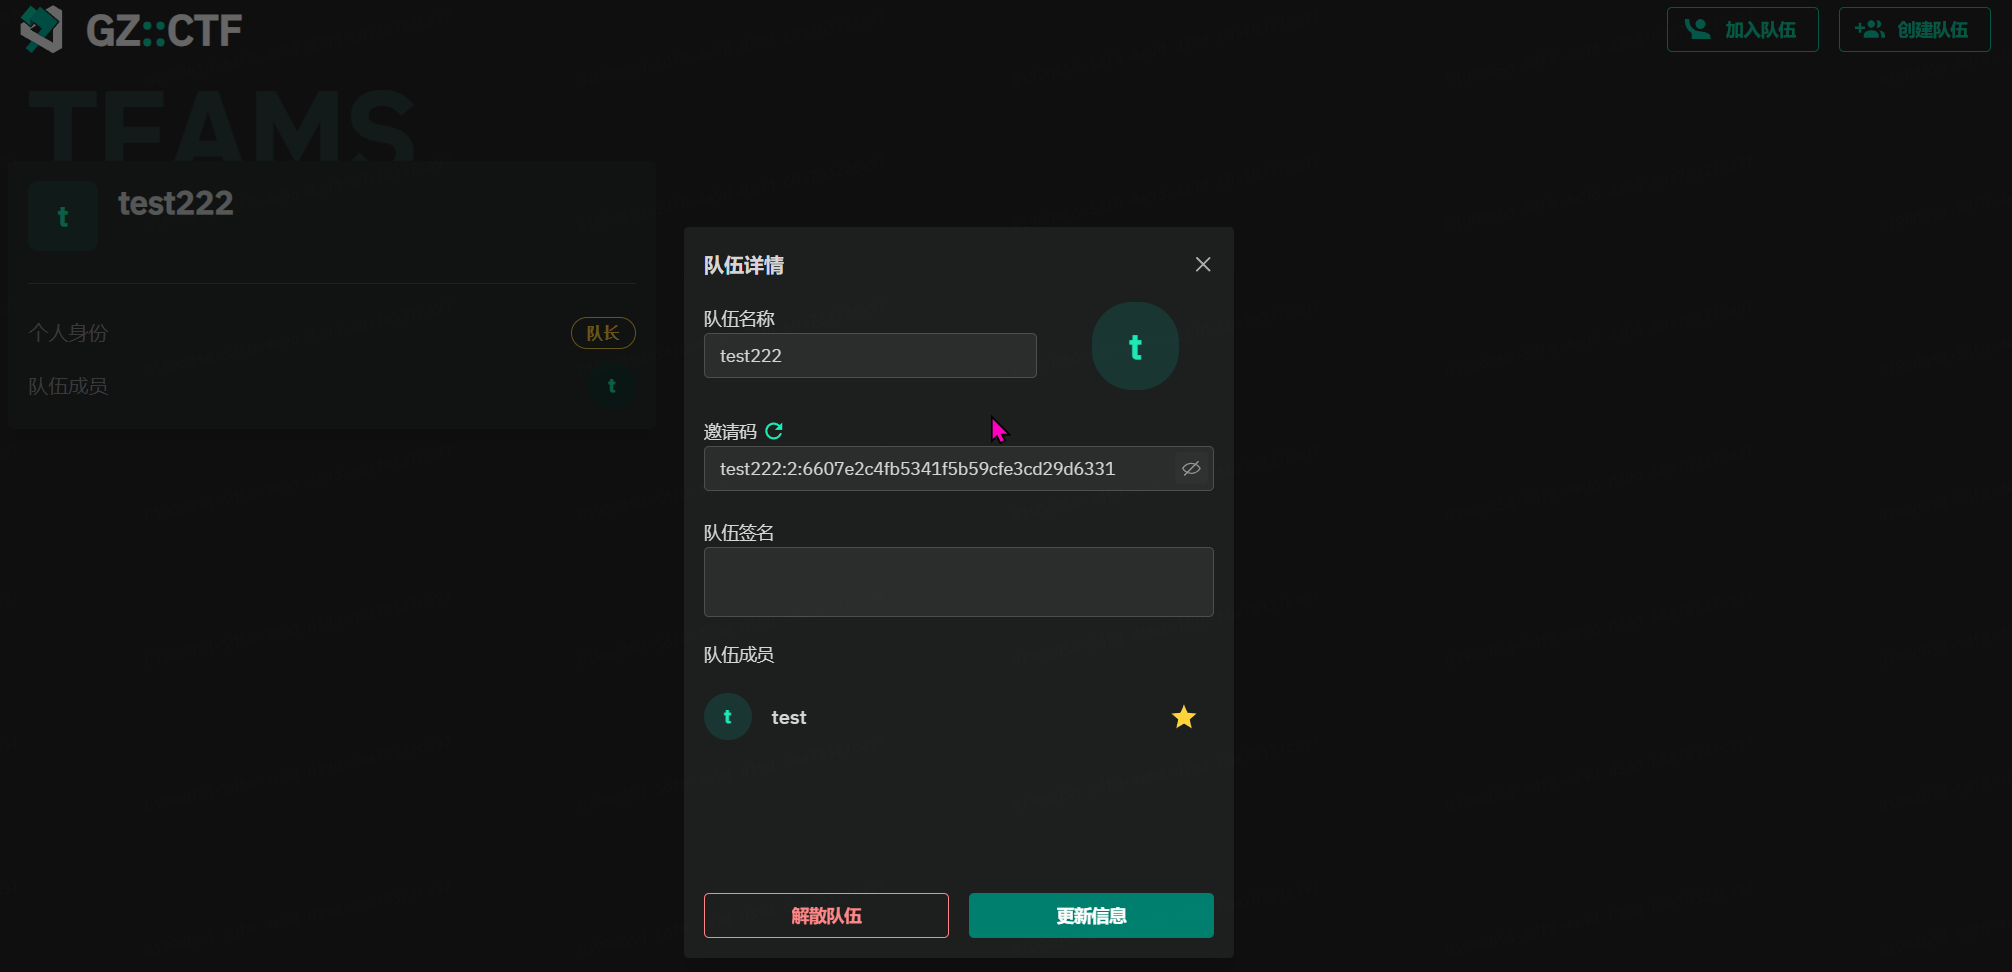 GZ::CTF
加入队伍
创建队伍
TEAMS
t
test222
个人身份
队长
队伍成员
t
队伍详情
队伍名称
test222
t
邀请码
test222:2:6607e2c4fb5341f5b59cfe3cd29d6331
队伍签名
队伍成员
t
test
解散队伍
更新信息